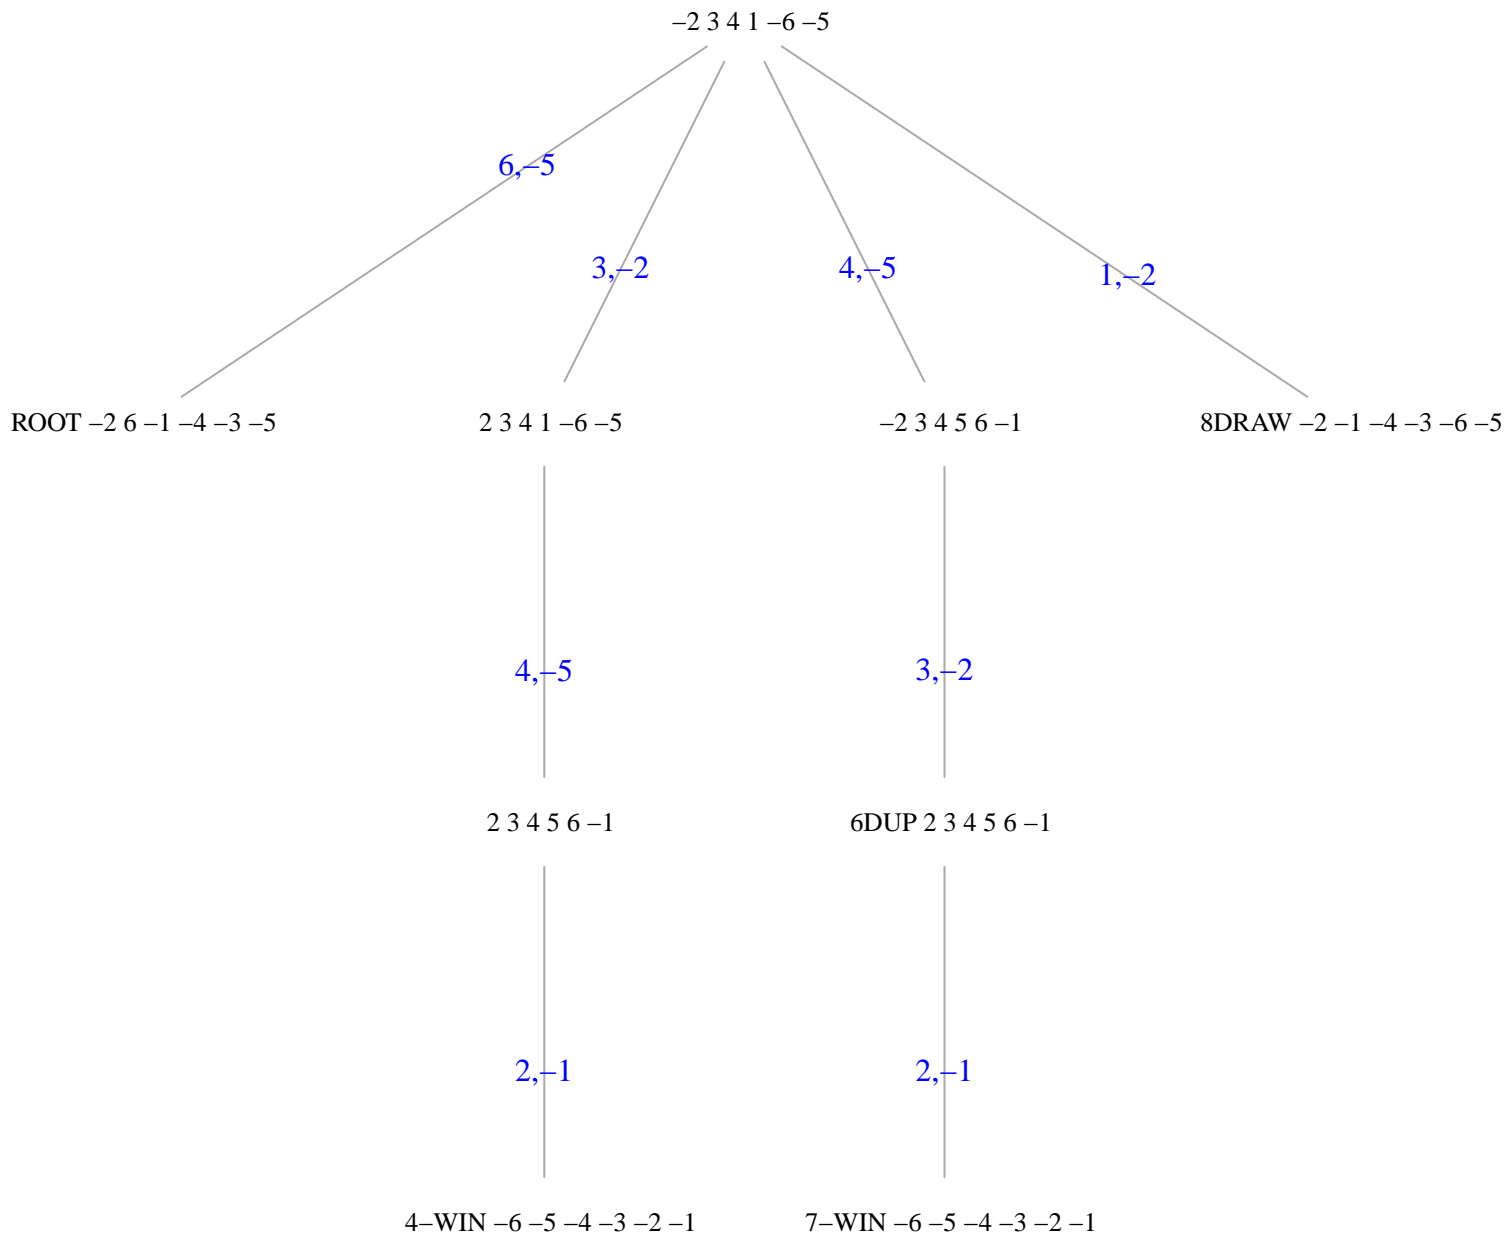 –2 3 4 1 –6 –5
6,–5
3,–2
4,–5
1,–2
ROOT –2 6 –1 –4 –3 –5
2 3 4 1 –6 –5
–2 3 4 5 6 –1
8DRAW –2 –1 –4 –3 –6 –5
4,–5
3,–2
2 3 4 5 6 –1
6DUP 2 3 4 5 6 –1
2,–1
2,–1
4–WIN –6 –5 –4 –3 –2 –1
7–WIN –6 –5 –4 –3 –2 –1